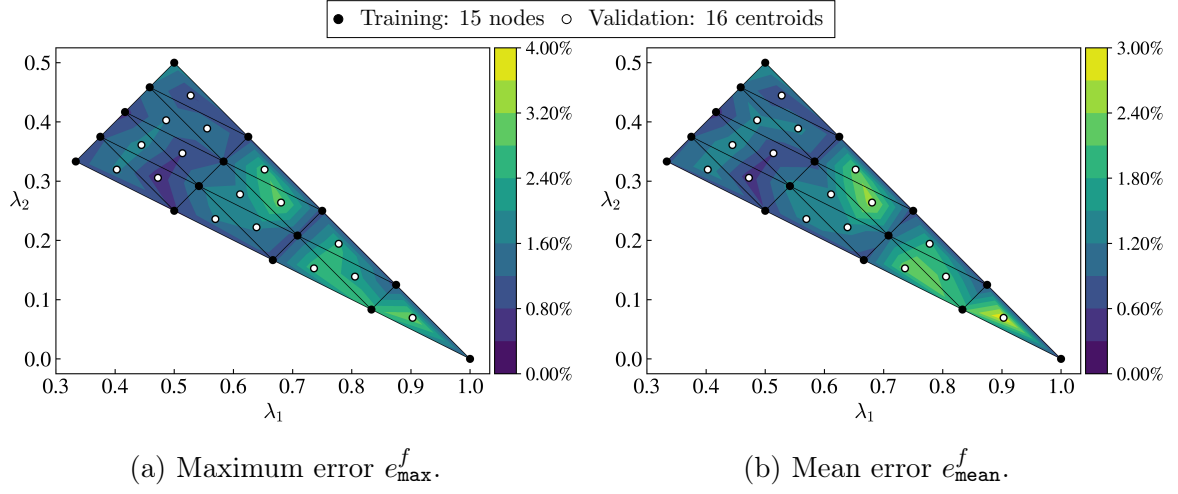 Training: 15 nodes Validation: 16 centroids
0.5
0.4
0.3
λ₂
0.2
0.1
0.0
0.3 0.4 0.5 0.6 0.7 0.8 0.9 1.0
λ₁
4.00%
3.20%
2.40%
1.60%
0.80%
0.00%
0.5
0.4
0.3
λ₂
0.2
0.1
0.0
0.3 0.4 0.5 0.6 0.7 0.8 0.9 1.0
λ₁
3.00%
2.40%
1.80%
1.20%
0.60%
0.00%
(a) Maximum error e^f_max.
(b) Mean error e^f_mean.